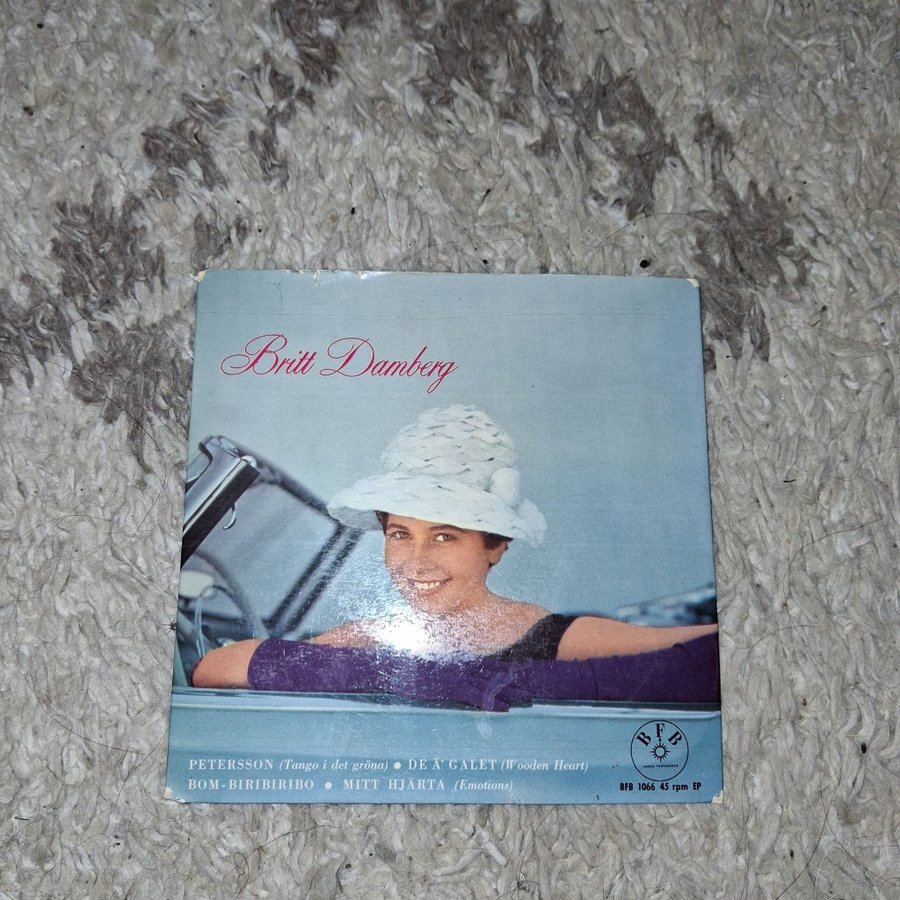 Britt Damberg
BFB
PETERSSON (Tango i det gröna) ● DE Ä' GALET (Wooden Heart)
BOM-BIRIBIRIBO ● MITT HJÄRTA (Emotions)
BFB 1066 45 rpm EP